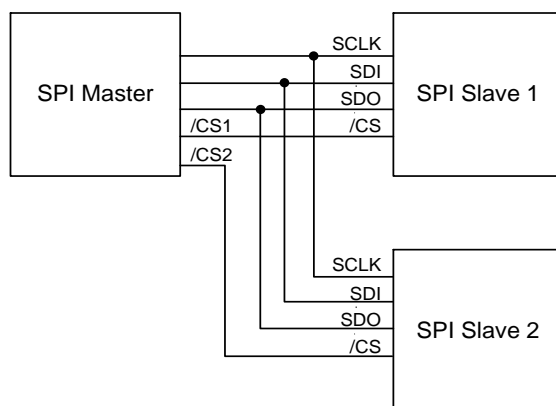 SCLK
SDI
SPI Master
SDO
SPI Slave 1
/CS1
/CS
/CS2
SCLK
SDI
SDO
SPI Slave 2
/CS